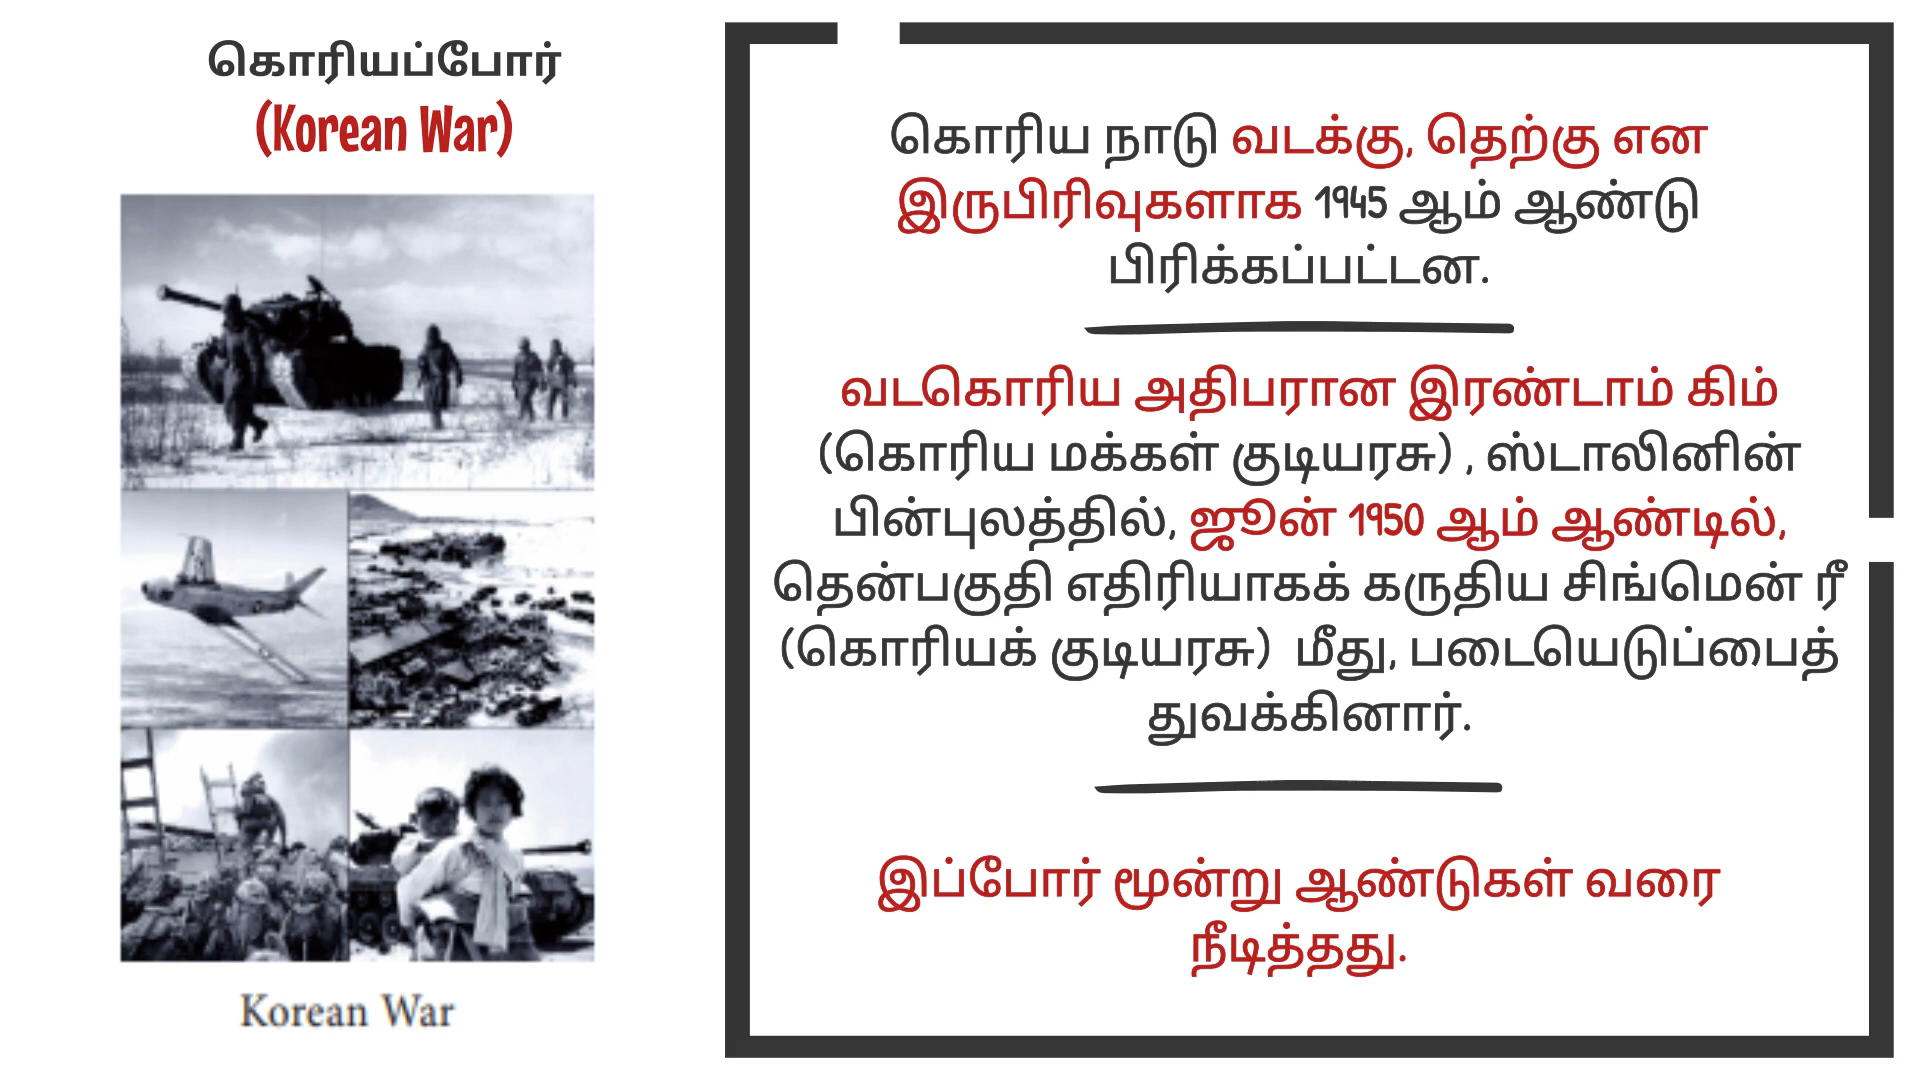 கொரியப்போர்
(Korean War)
Korean War
கொரிய நாடு வடக்கு, தெற்கு என
இருபிரிவுகளாக 1945 ஆம் ஆண்டு
பிரிக்கப்பட்டன.
வடகொரிய அதிபரான இரண்டாம் கிம்
(கொரிய மக்கள் குடியரசு) , ஸ்டாலினின்
பின்புலத்தில், ஜூன் 1950 ஆம் ஆண்டில்,
தென்பகுதி எதிரியாகக் கருதிய சிங்மென் ரீ
(கொரியக் குடியரசு) மீது, படையெடுப்பைத்
துவக்கினார்.
இப்போர் மூன்று ஆண்டுகள் வரை
நீடித்தது.